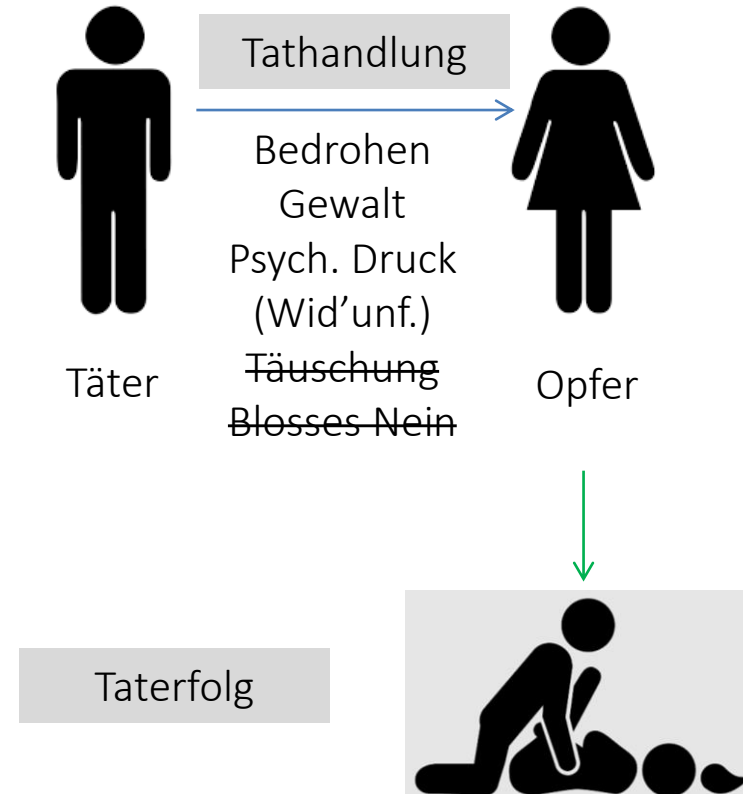 Tathandlung
Bedrohen
Gewalt
Psych. Druck
(Wid’unf.)
Täuschung
Blosses Nein
Täter
Opfer
Taterfolg